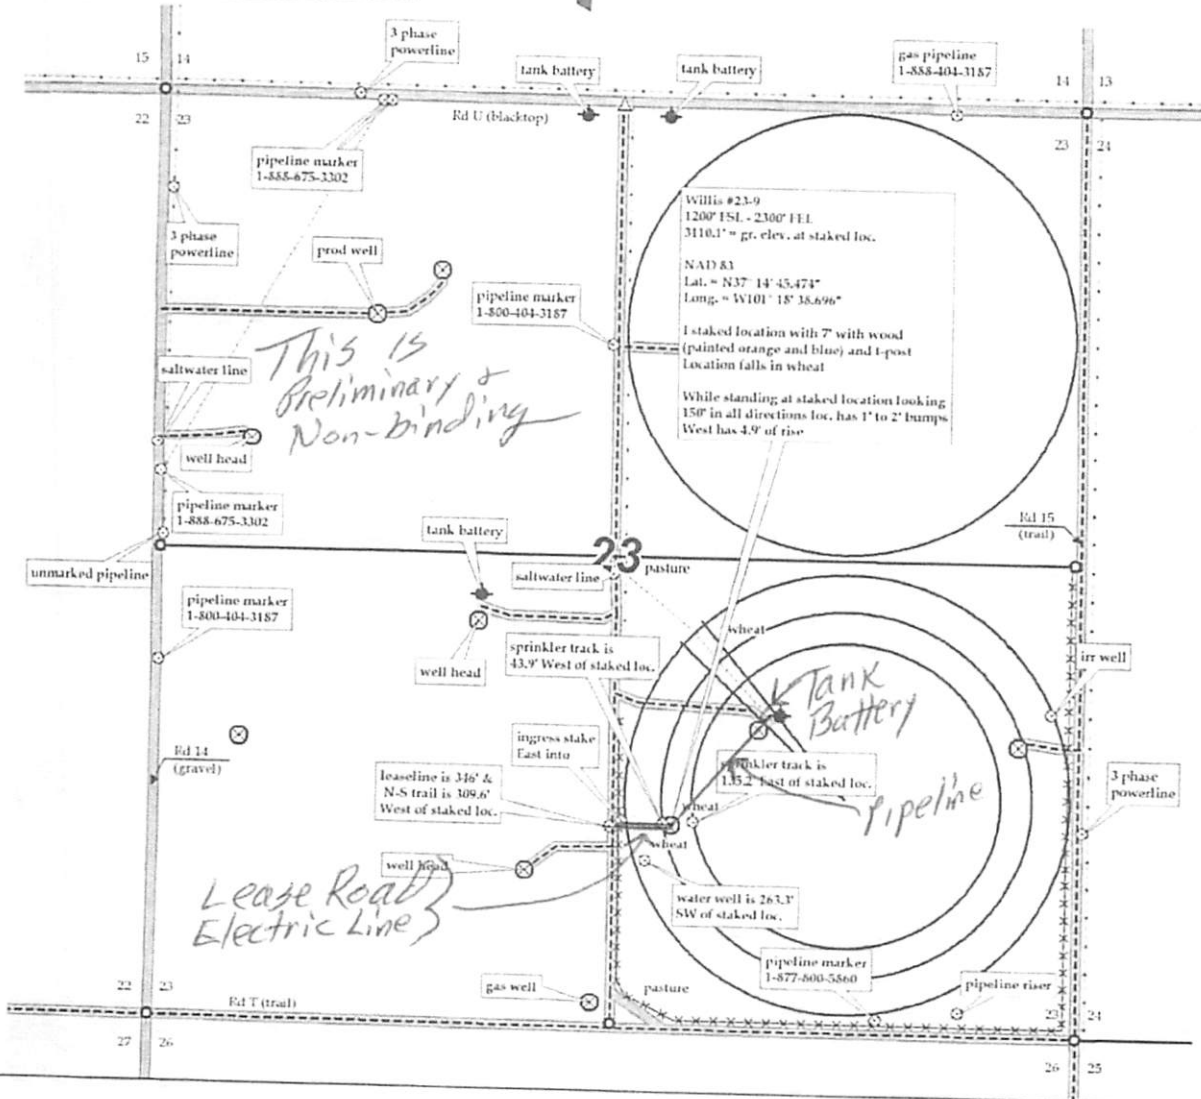 3 phase
powerline
15
14
tank battery
tank battery
gas pipeline
1-888-404-3187
14
13
22
23
Rd U (blacktop)
23
24
pipeline marker
1-888-675-3302
Willis #23-9
1200' FSL - 2300' FEL
3110.1' = gr. elev. at staked loc.
NAD 83
Lat. = N37° 14' 45.474"
Long. = W101° 18' 38.696"
I staked location with 7' with wood
(painted orange and blue) and t-post
Location falls in wheat
While standing at staked location looking
150' in all directions loc. has 1' to 2' bumps
West has 4.9' of rise
3 phase
powerline
prod well
pipeline marker
1-800-404-3187
This is
Preliminary &
Non-binding
saltwater line
well head
pipeline marker
1-888-675-3302
unmarked pipeline
tank battery
23
pasture
saltwater line
Rd 15
(trail)
pipeline marker
1-800-404-3187
well head
sprinkler track is
43.9' West of staked loc.
wheat
irr well
Tank
Battery
ingress stake
East into
Rd 14
(gravel)
leaseline is 346' &
N-S trail is 309.6'
West of staked loc.
sprinkler track is
135.2' East of staked loc.
3 phase
powerline
Pipeline
wheat
wheat
well head
Lease Road
Electric Line
water well is 263.3'
SW of staked loc.
pipeline marker
1-877-800-5860
pipeline riser
gas well
pasture
22
23
Rd T (trail)
23
24
27
26
26
25